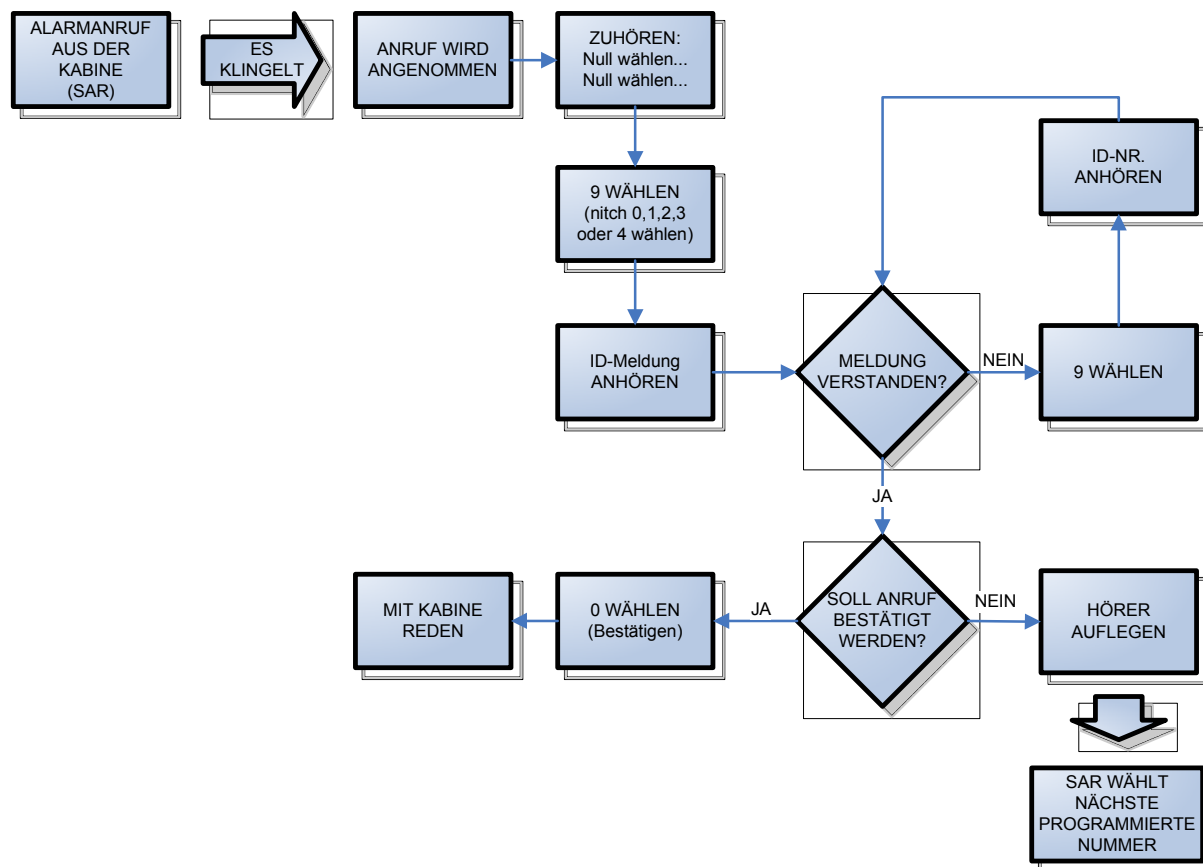 ALARMANRUF
AUS DER
KABINE
(SAR)
ES
KLINGELT
ANRUF WIRD
ANGENOMMEN
ZUHÖREN:
Null wählen...
Null wählen...
ID-NR.
ANHÖREN
9 WÄHLEN
(nitch 0,1,2,3
oder 4 wählen)
ID-Meldung
ANHÖREN
MELDUNG
VERSTANDEN?
NEIN
9 WÄHLEN
JA
MIT KABINE
REDEN
0 WÄHLEN
(Bestätigen)
JA
SOLL ANRUF
BESTÄTIGT
WERDEN?
NEIN
HÖRER
AUFLEGEN
SAR WÄHLT
NÄCHSTE
PROGRAMMIERTE
NUMMER